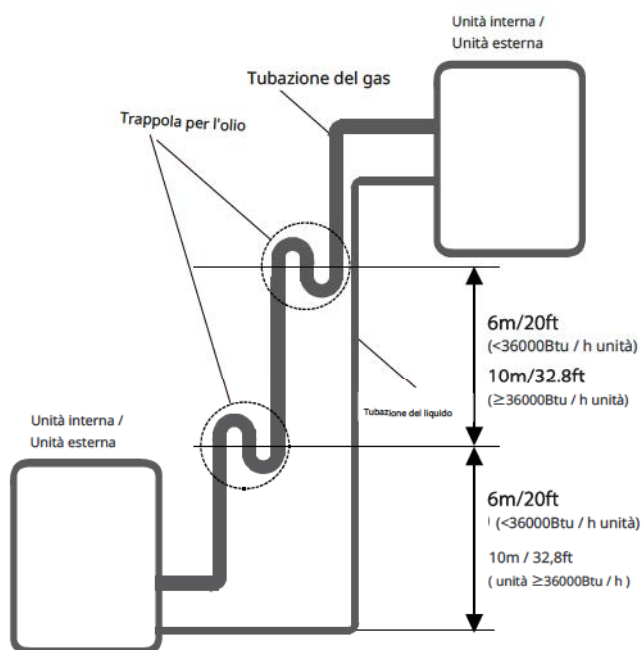 Unità interna /
Unità esterna
Tubazione del gas
Trappola per l'olio
6m/20ft
(<36000Btu / h unità)
10m/32.8ft
(≥36000Btu / h unità)
Tubazione del liquido
Unità interna /
Unità esterna
6m/20ft
(<36000Btu / h unità)
10m / 32,8ft
( unità ≥36000Btu / h )